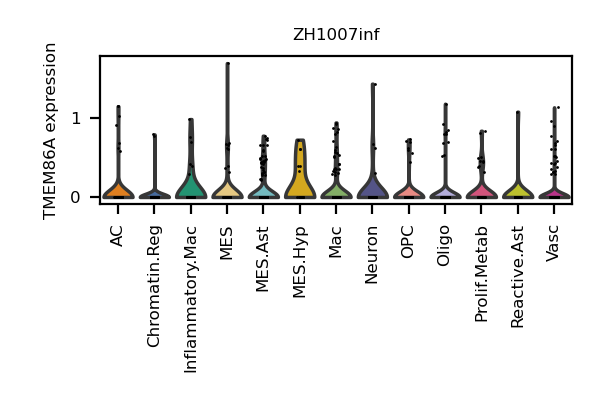 ZH1007inf
TMEM86A expression
1
0
AC
Chromatin.Reg
Inflammatory.Mac
MES
MES.Ast
MES.Hyp
Mac
Neuron
OPC
Oligo
Prolif.Metab
Reactive.Ast
Vasc